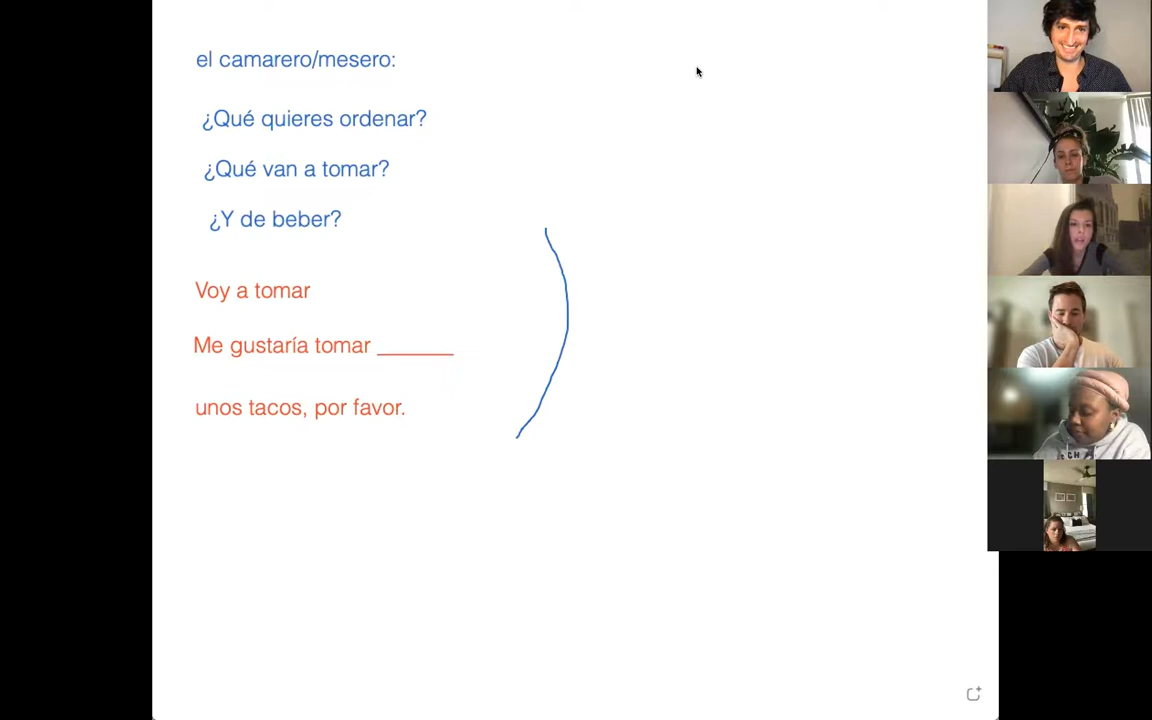 el camarero/mesero:
¿Qué quieres ordenar?
¿Qué van a tomar?
¿Y de beber?
Voy a tomar
Me gustaría tomar _______
unos tacos, por favor.